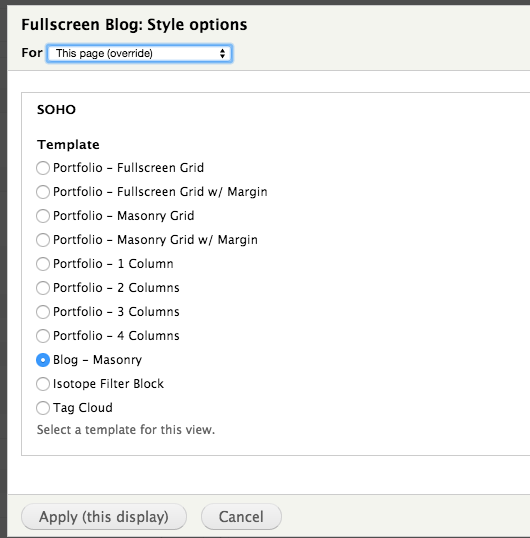 Fullscreen Blog: Style options
For This page (override)
SOHO
Template
Portfolio – Fullscreen Grid
Portfolio – Fullscreen Grid w/ Margin
Portfolio – Masonry Grid
Portfolio – Masonry Grid w/ Margin
Portfolio – 1 Column
Portfolio – 2 Columns
Portfolio – 3 Columns
Portfolio – 4 Columns
Blog – Masonry
Isotope Filter Block
Tag Cloud
Select a template for this view.
Apply (this display) Cancel